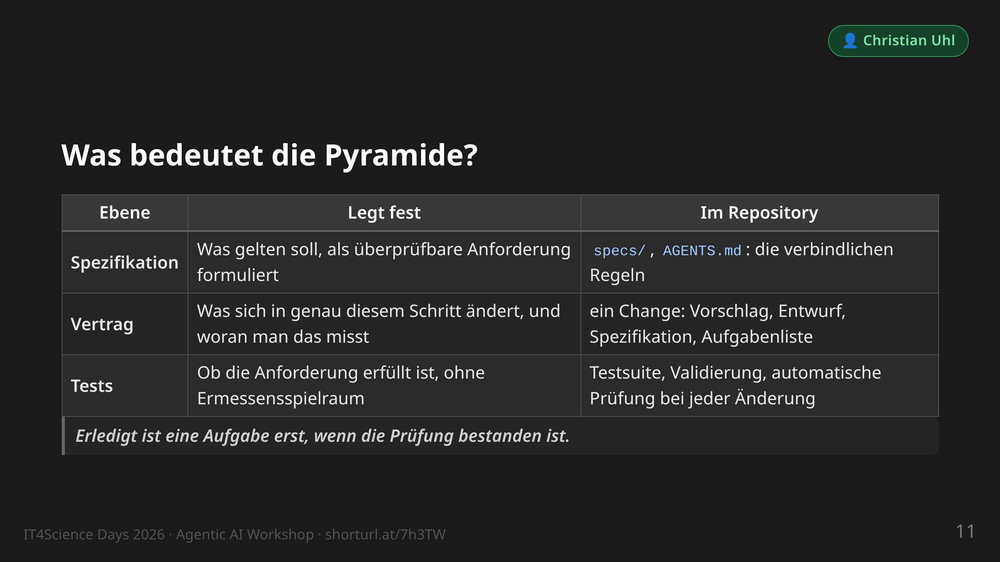 👤 Christian Uhl
Was bedeutet die Pyramide?
Ebene
Legt fest
Im Repository
Spezifikation
Was gelten soll, als überprüfbare Anforderung
formuliert
specs/, AGENTS.md: die verbindlichen
Regeln
Vertrag
Was sich in genau diesem Schritt ändert, und
woran man das misst
ein Change: Vorschlag, Entwurf,
Spezifikation, Aufgabenliste
Tests
Ob die Anforderung erfüllt ist, ohne
Ermessensspielraum
Testsuite, Validierung, automatische
Prüfung bei jeder Änderung
Erledigt ist eine Aufgabe erst, wenn die Prüfung bestanden ist.
IT4Science Days 2026 · Agentic AI Workshop · shorturl.at/7h3TW
11